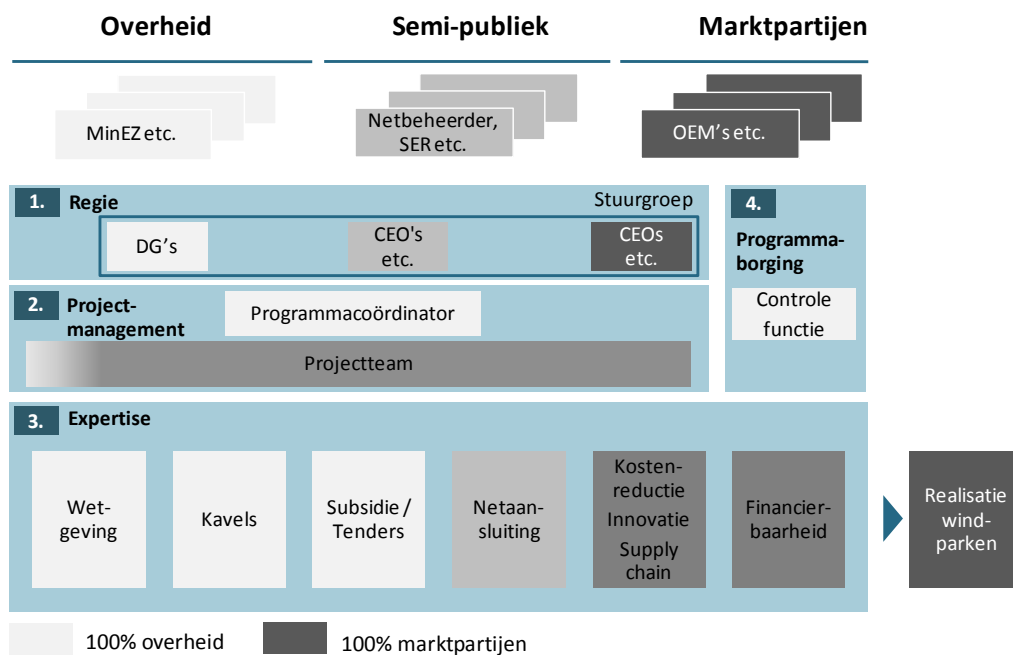 Overheid
Semi-publiek
Marktpartijen
MinEZ etc.
Netbeheerder,
SER etc.
OEM's etc.
1. Regie
Stuurgroep
DG's
CEO's
etc.
CEOs
etc.
4.
Programma-
borging
Controle
functie
2. Project-
management
Programmacoördinator
Projectteam
3. Expertise
Wet-
geving
Kavels
Subsidie /
Tenders
Netaan-
sluiting
Kosten-
reductie
Innovatie
Supply
chain
Financier-
baarheid
Realisatie
wind-
parken
100% overheid
100% marktpartijen